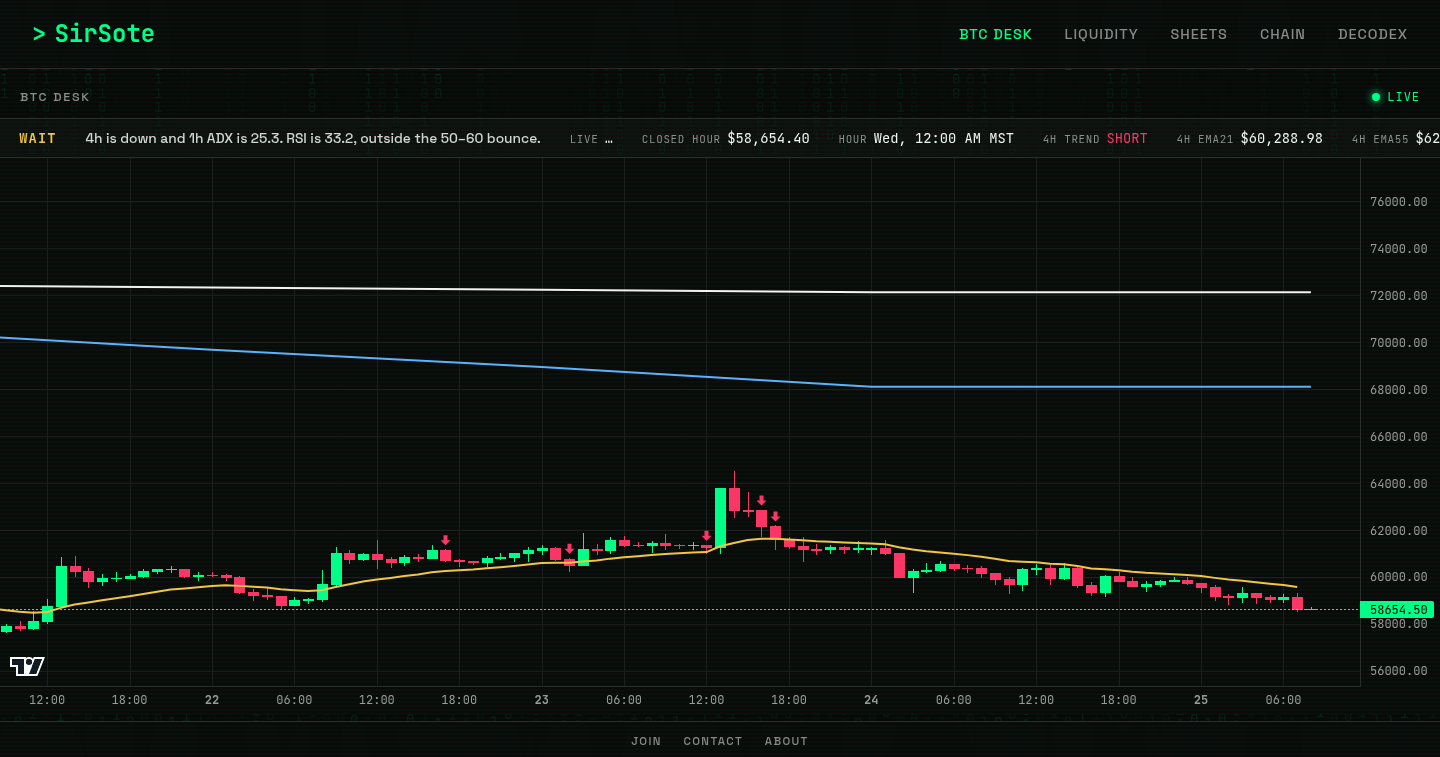 > SirSote
BTC DESK LIQUIDITY SHEETS CHAIN DECODEX
BTC DESK LIVE
WAIT 4h is down and 1h ADX is 25.3. RSI is 33.2, outside the 50–60 bounce. LIVE … CLOSED HOUR $58,654.40 HOUR Wed, 12:00 AM MST 4H TREND SHORT 4H EMA21 $60,288.98 4H EMA55 $62
76000.00
74000.00
72000.00
70000.00
68000.00
66000.00
64000.00
62000.00
60000.00
58654.50
58000.00
56000.00
12:00 18:00 22 06:00 12:00 18:00 23 06:00 12:00 18:00 24 06:00 12:00 18:00 25 06:00
JOIN CONTACT ABOUT